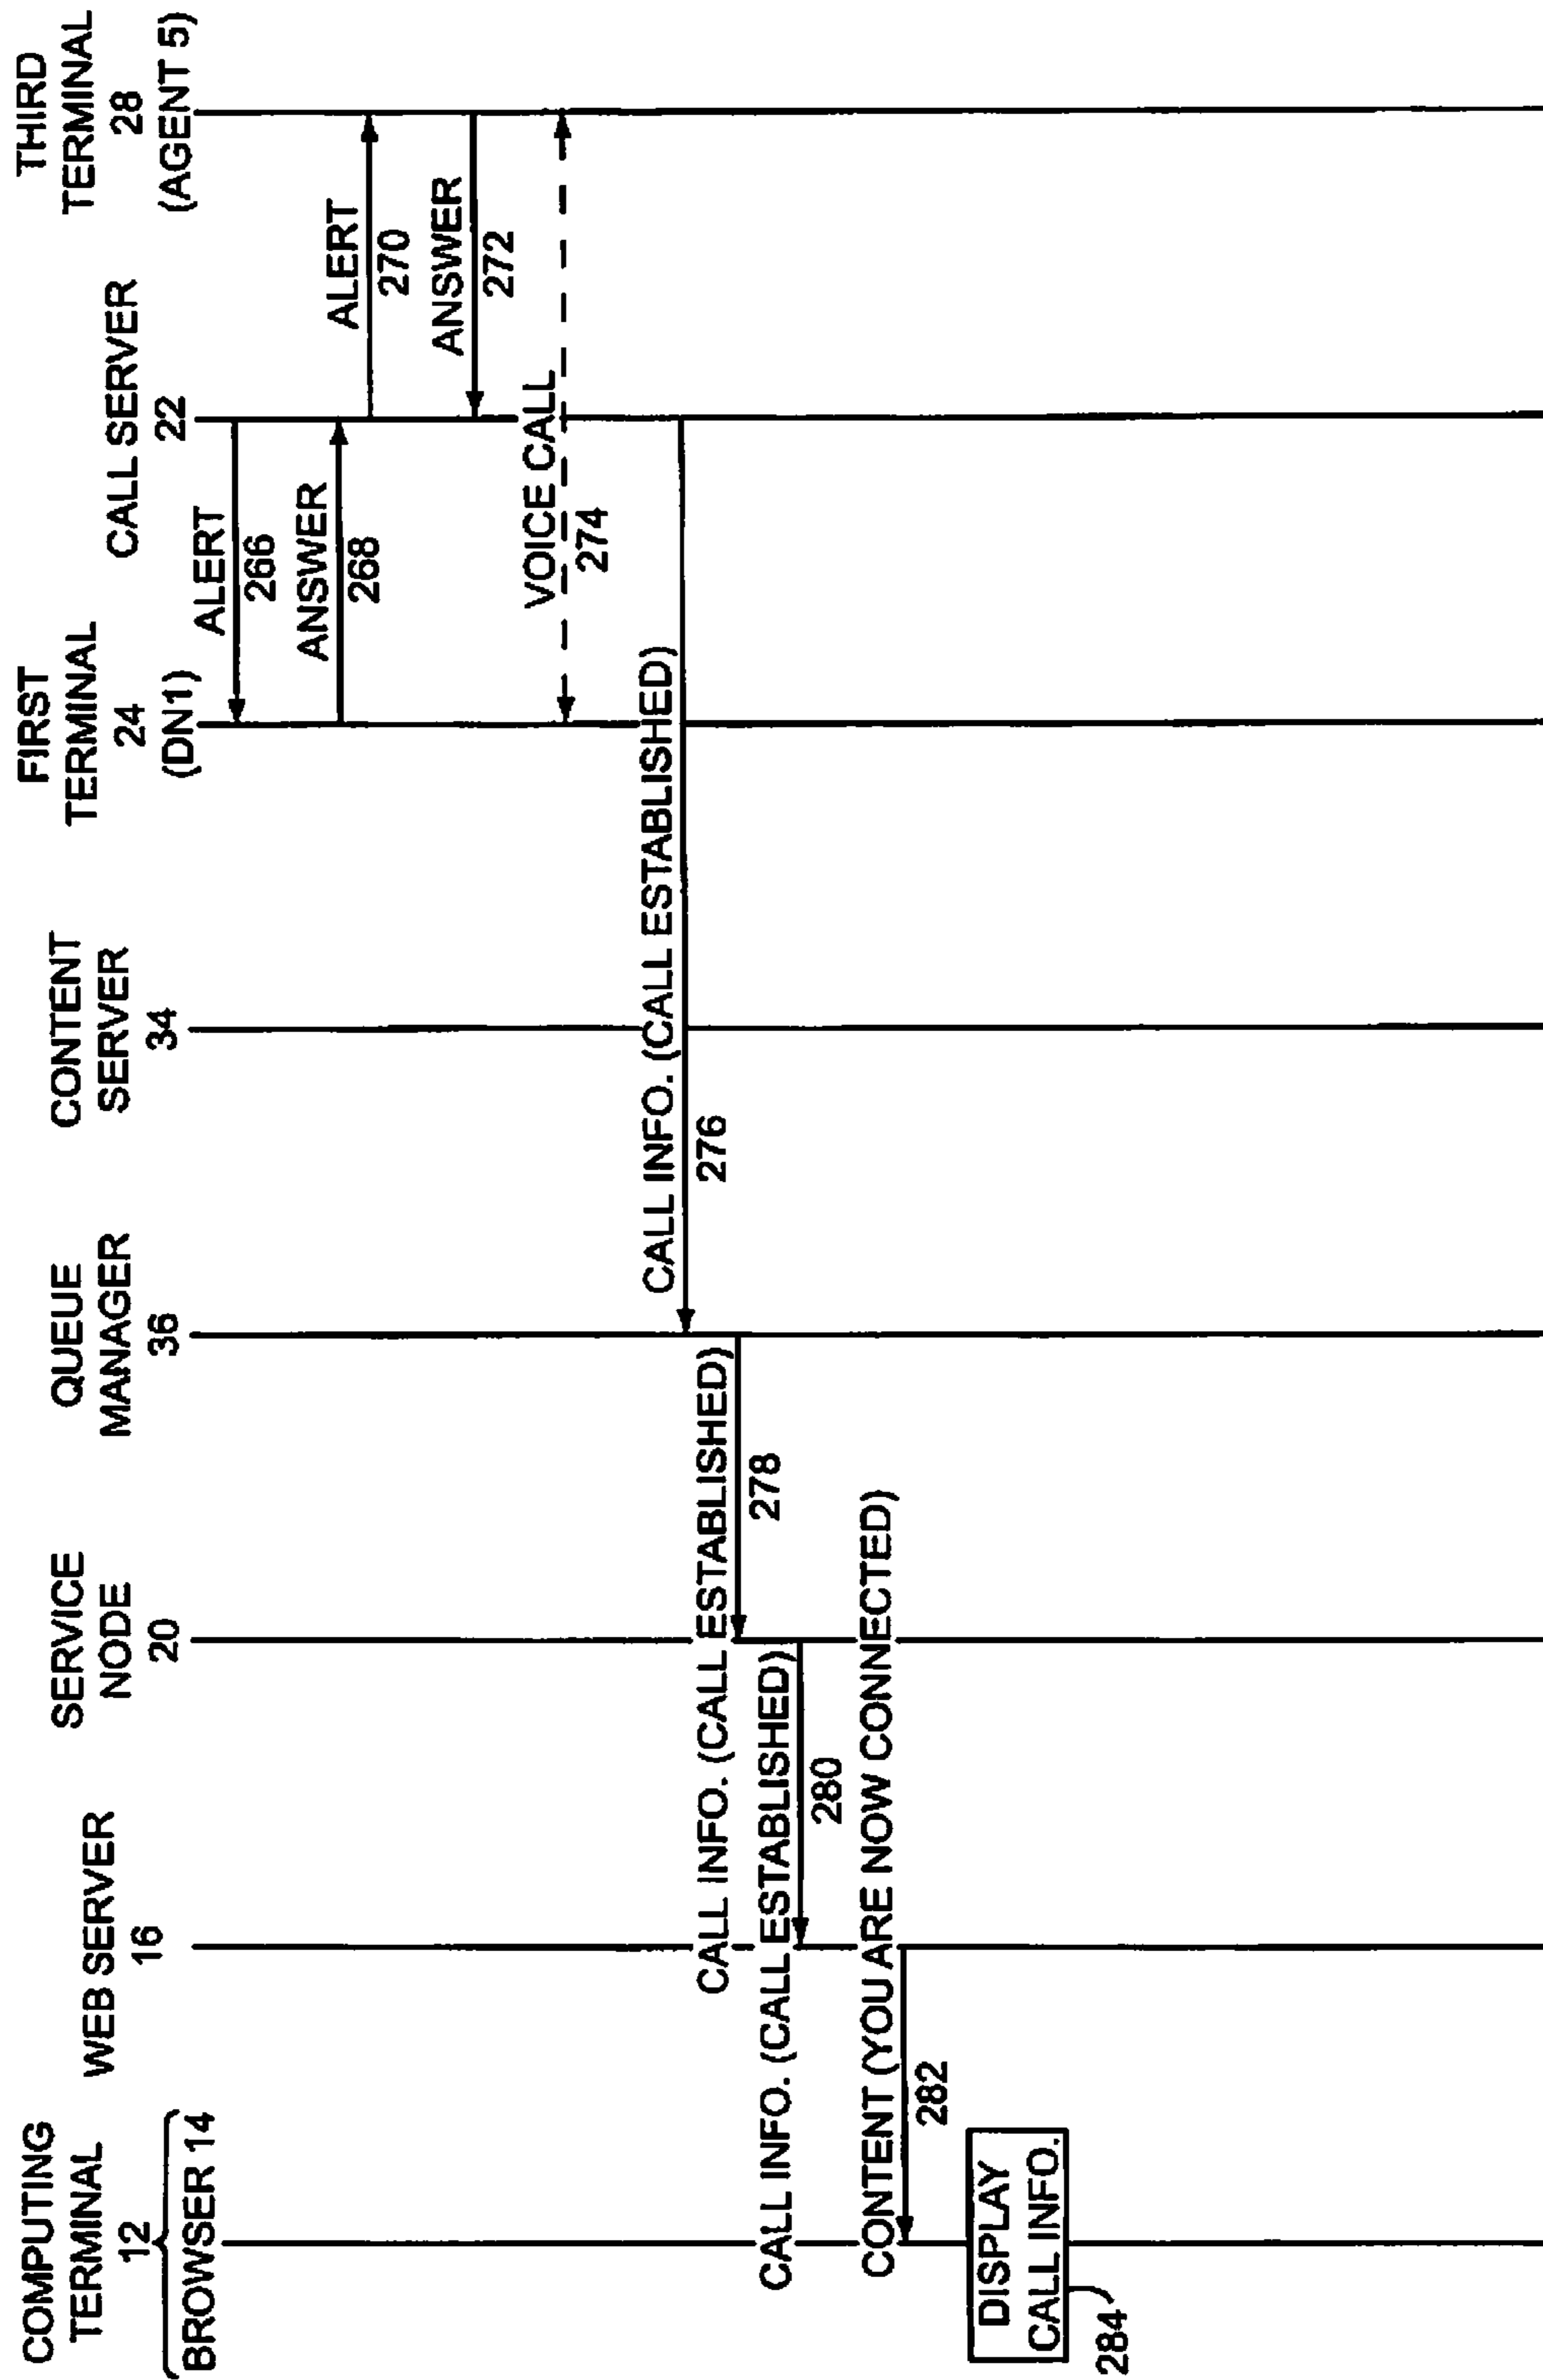 COMPUTING
TERMINAL
12
BROWSER 14
WEB SERVER
16
SERVICE
NODE
20
QUEUE
MANAGER
36
CONTENT
SERVER
34
FIRST
TERMINAL
24
(DN1)
CALL SERVER
22
THIRD
TERMINAL
28
(AGENT 5)
ALERT
266
ANSWER
268
ALERT
270
ANSWER
272
VOICE CALL
274
CALL INFO. (CALL ESTABLISHED)
276
CALL INFO. (CALL ESTABLISHED)
278
CALL INFO. (CALL ESTABLISHED)
280
CONTENT (YOU ARE NOW CONNECTED)
282
DISPLAY
CALL INFO.
284